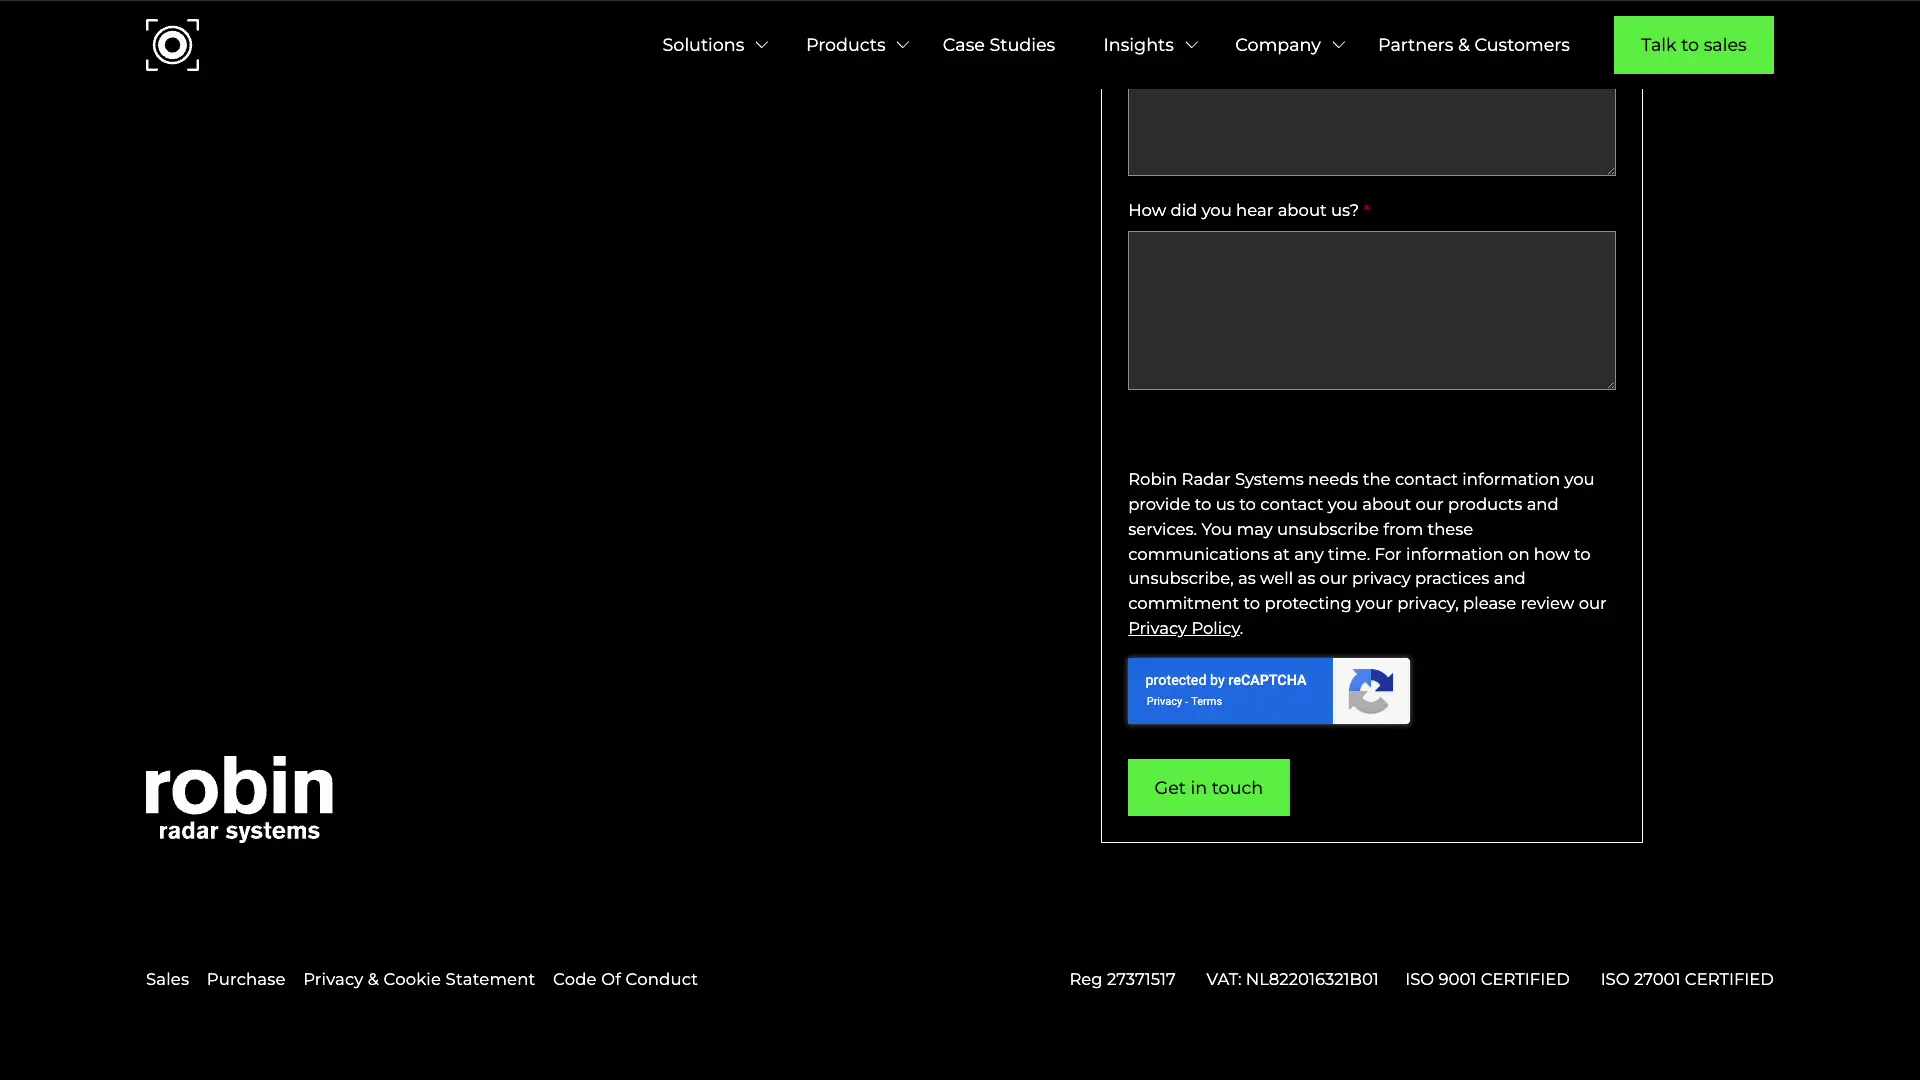 Solutions Products Case Studies Insights Company Partners & Customers Talk to sales
How did you hear about us? *
Robin Radar Systems needs the contact information you
provide to us to contact you about our products and
services. You may unsubscribe from these
communications at any time. For information on how to
unsubscribe, as well as our privacy practices and
commitment to protecting your privacy, please review our
Privacy Policy.
protected by reCAPTCHA
Privacy - Terms
Get in touch
robin
radar systems
Sales Purchase Privacy & Cookie Statement Code Of Conduct
Reg 27371517 VAT: NL822016321B01 ISO 9001 CERTIFIED ISO 27001 CERTIFIED